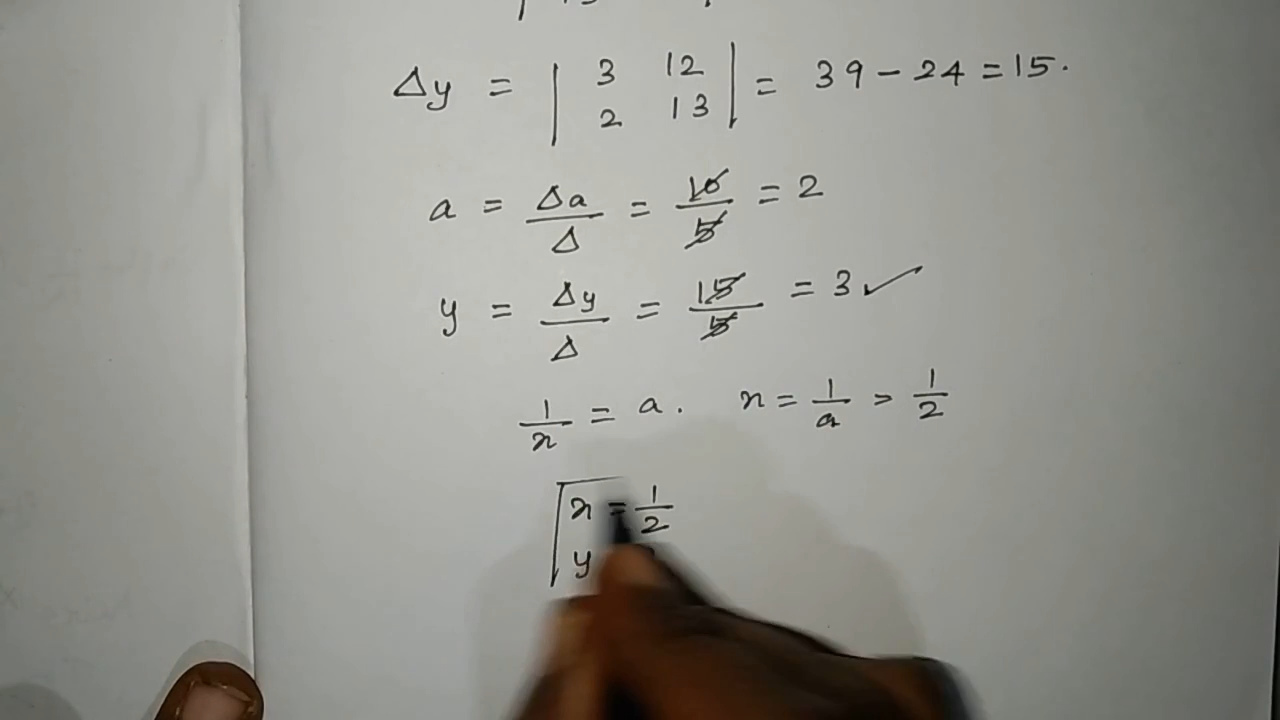 Δy = | 3 12 | = 39 - 24 = 15.
| 2 13 |
a = Δa/Δ = 10/5 = 2
y = Δy/Δ = 15/5 = 3 ✓
1/x = a. x = 1/a = 1/2
x = 1/2
y